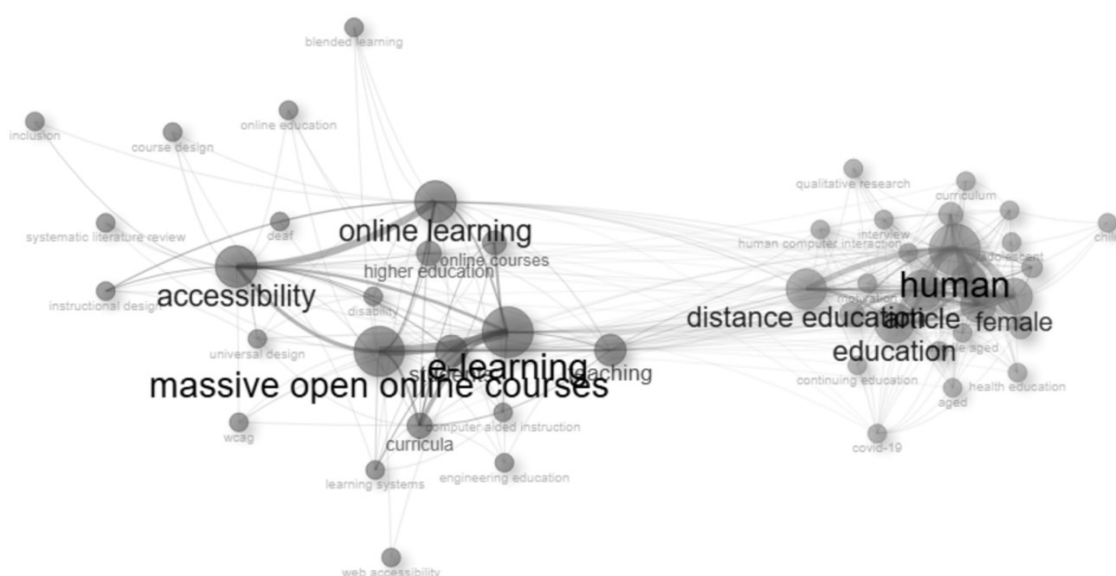 blended learning
inclusion
course design
online education
systematic literature review
deaf
online learning
online courses
higher education
accessibility
instructional design
disability
universal design
e-learning
students
teaching
massive open online courses
wcag
curricula
computer aided instruction
learning systems
engineering education
web accessibility
qualitative research
curriculum
interview
human computer interaction
human
distance education
article
female
education
continuing education
health education
aged
covid-19